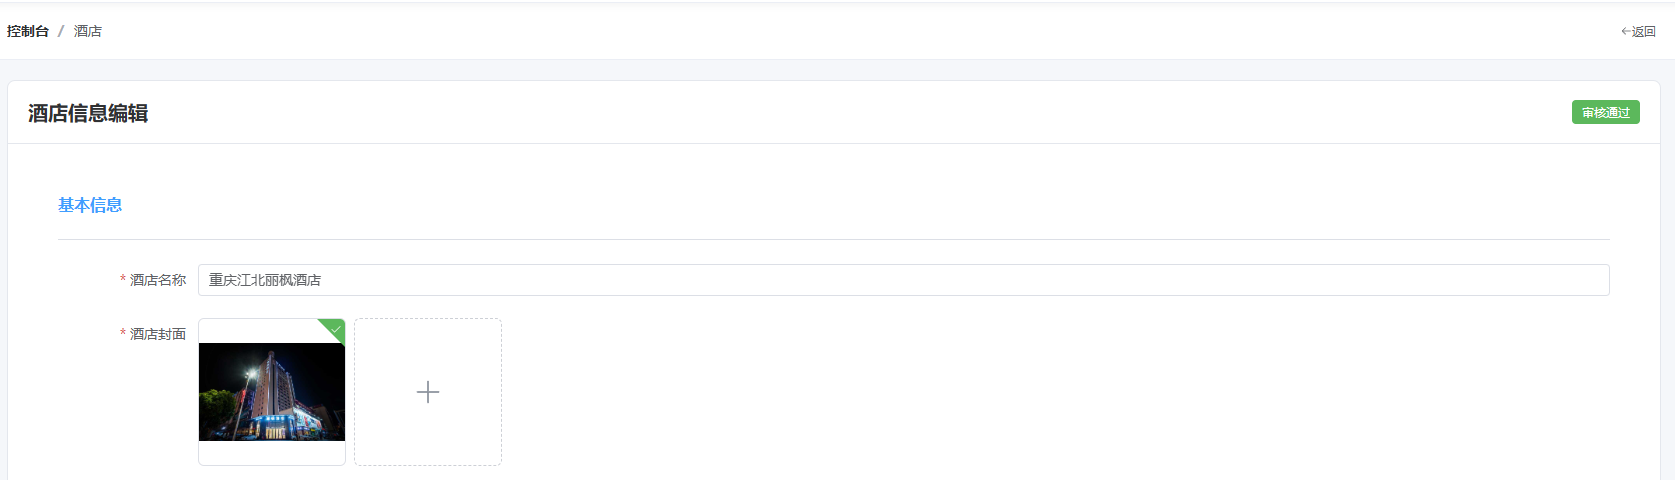 控制台 / 酒店
←返回
酒店信息编辑
审核通过
基本信息
* 酒店名称
重庆江北丽枫酒店
* 酒店封面